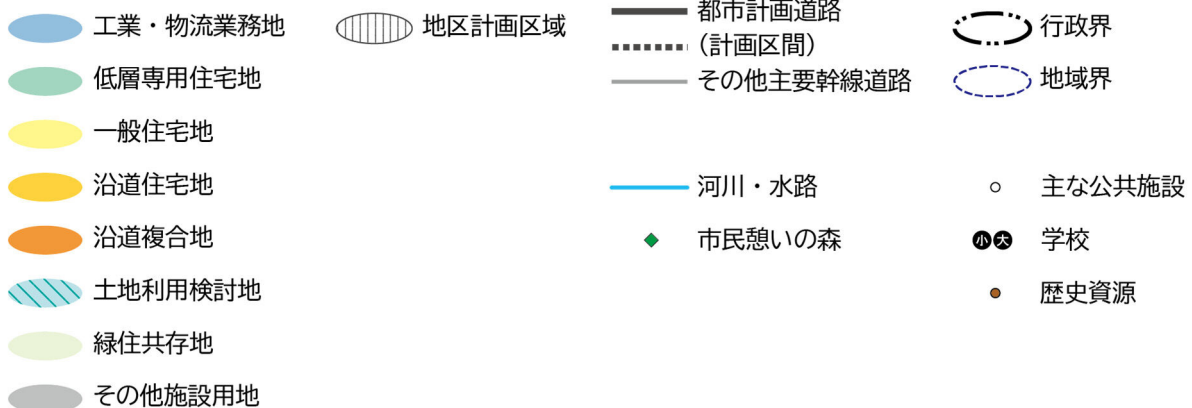 工業・物流業務地
低層専用住宅地
一般住宅地
沿道住宅地
沿道複合地
土地利用検討地
緑住共存地
その他施設用地
地区計画区域
都市計画道路
(計画区間)
その他主要幹線道路
河川・水路
市民憩いの森
行政界
地域界
主な公共施設
小大 学校
歴史資源